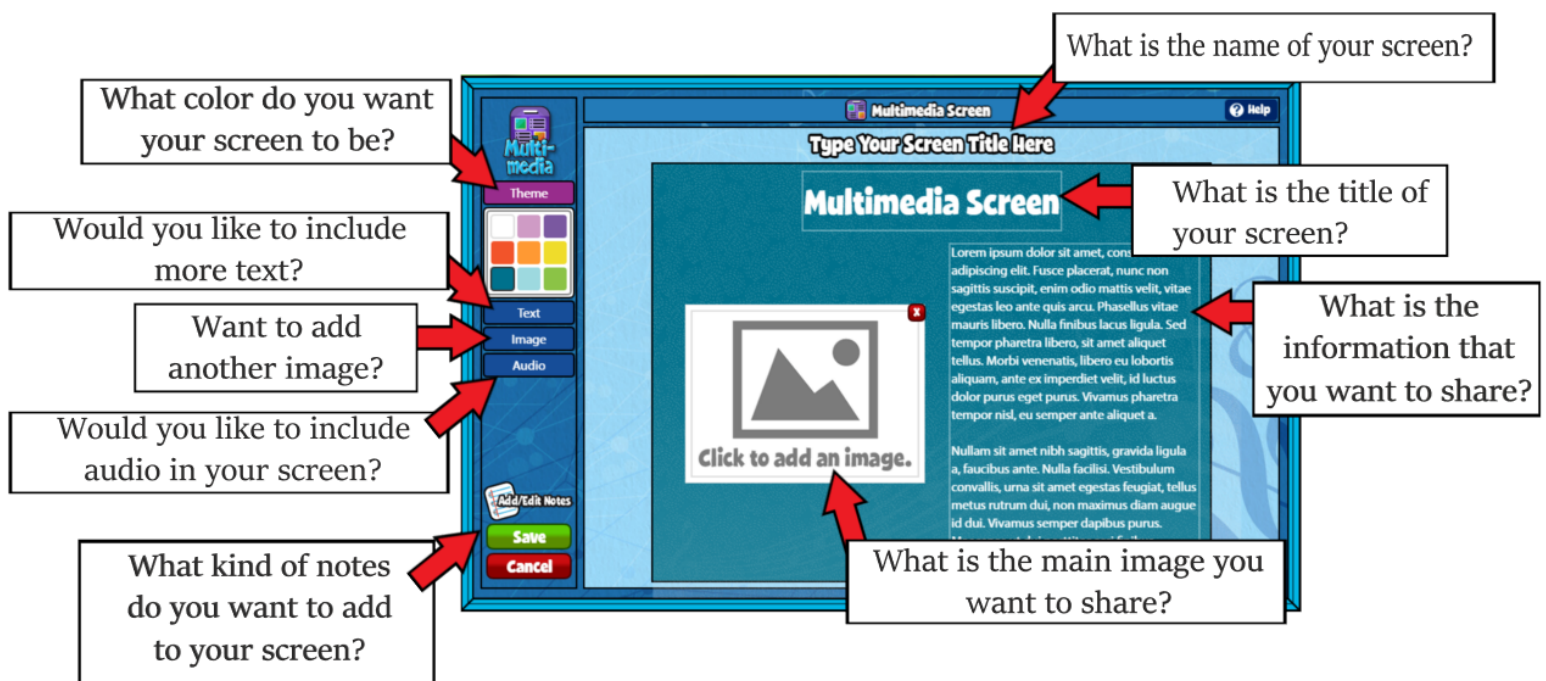 What is the name of your screen?
What color do you want
your screen to be?
Multi-
media
Multimedia Screen
Help
Type Your Screen Title Here
Theme
Multimedia Screen
What is the title of
your screen?
Would you like to include
more text?
Text
Want to add
another image?
Image
Audio
Would you like to include
audio in your screen?
Lorem ipsum dolor sit amet,
adipiscing elit. Fusce placerat, nunc non
sagittis suscipit, enim odio mattis velit, vitae
egestas leo ante quis arcu. Phasellus vitae
mauris libero. Nulla finibus lacus ligula. Sed
tempor pharetra libero, sit amet aliquet
tellus. Morbi venenatis, libero eu lobortis
aliquam, ante ex imperdiet velit, id luctus
dolor purus eget purus. Vivamus pharetra
tempor nisl, eu semper ante aliquet a.
Nullam sit amet nibh sagittis, gravida ligula
a, faucibus ante. Nulla facilisi. Vestibulum
convallis, urna sit amet egestas feugiat, tellus
metus rutrum dui, non maximus diam augue
id dui. Vivamus semper dapibus purus.
What is the
information that
you want to share?
X
Click to add an image.
What is the main image you
want to share?
Add/Edit Notes
Save
Cancel
What kind of notes
do you want to add
to your screen?